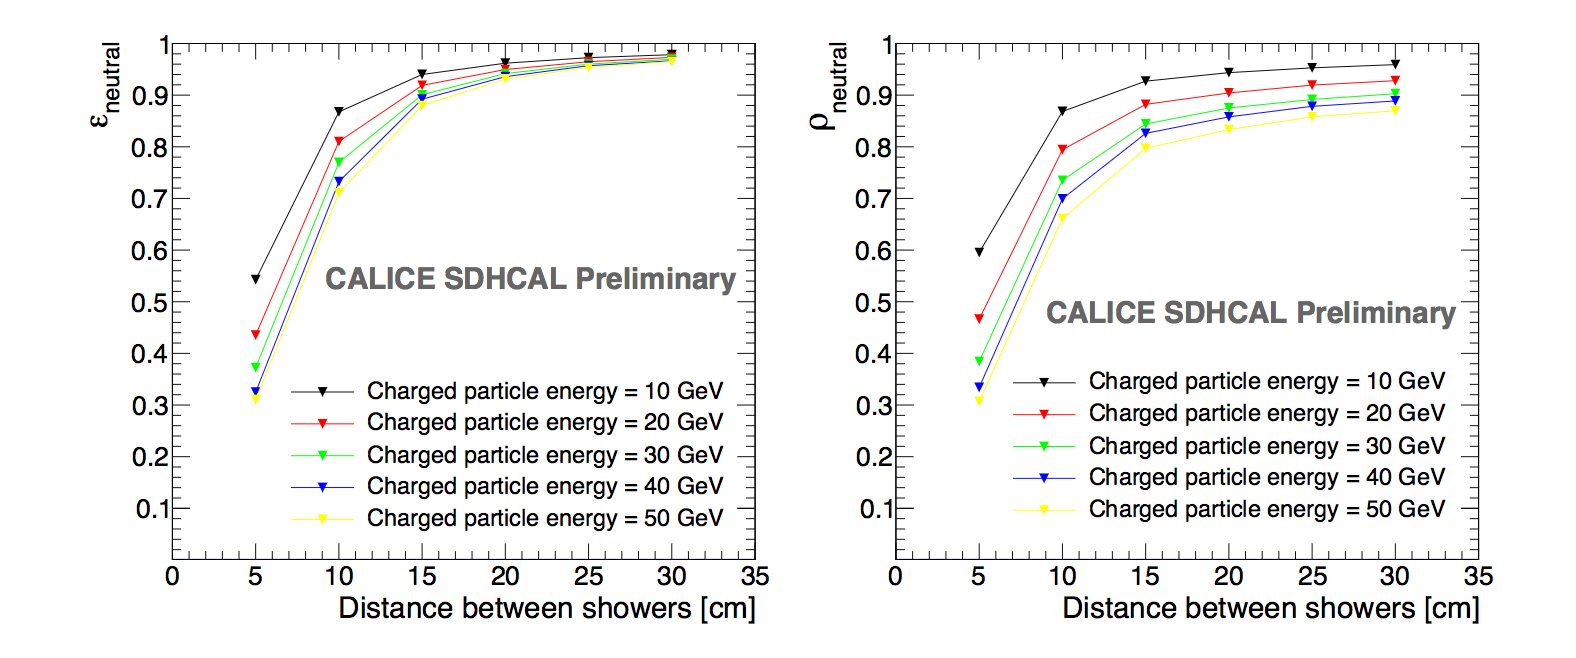 εneutral
1
0.9
0.8
0.7
0.6
0.5
0.4
0.3
0.2
0.1
CALICE SDHCAL Preliminary
Charged particle energy = 10 GeV
Charged particle energy = 20 GeV
Charged particle energy = 30 GeV
Charged particle energy = 40 GeV
Charged particle energy = 50 GeV
0 5 10 15 20 25 30 35
Distance between showers [cm]
ρneutral
1
0.9
0.8
0.7
0.6
0.5
0.4
0.3
0.2
0.1
CALICE SDHCAL Preliminary
Charged particle energy = 10 GeV
Charged particle energy = 20 GeV
Charged particle energy = 30 GeV
Charged particle energy = 40 GeV
Charged particle energy = 50 GeV
0 5 10 15 20 25 30 35
Distance between showers [cm]